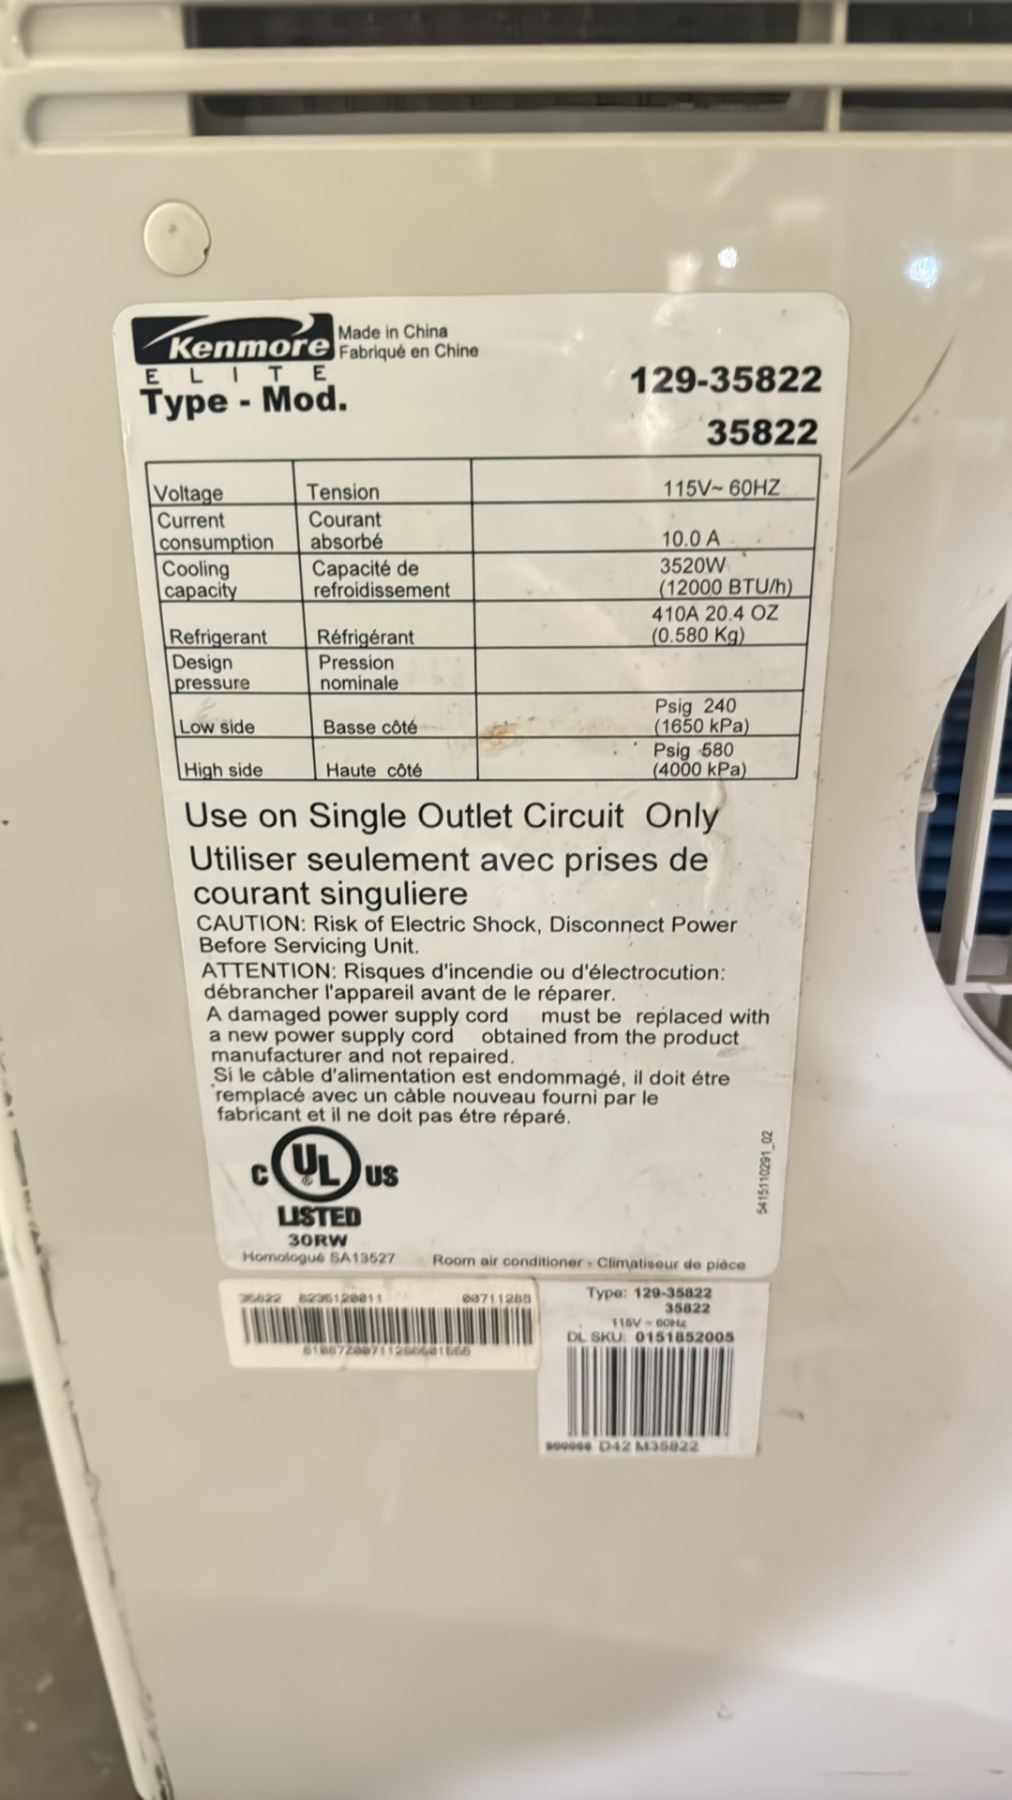 Kenmore
ELITE
Made in China
Fabriqué en Chine
Type - Mod.
129-35822
35822
Voltage Tension 115V~ 60HZ
Current consumption Courant absorbé 10.0 A
Cooling capacity Capacité de refroidissement 3520W (12000 BTU/h)
Refrigerant Réfrigérant 410A 20.4 OZ (0.580 Kg)
Design pressure Pression nominale
Low side Basse côté Psig 240 (1650 kPa)
High side Haute côté Psig 580 (4000 kPa)
Use on Single Outlet Circuit Only
Utiliser seulement avec prises de
courant singuliere
CAUTION: Risk of Electric Shock, Disconnect Power
Before Servicing Unit.
ATTENTION: Risques d'incendie ou d'électrocution:
débrancher l'appareil avant de le réparer.
A damaged power supply cord must be replaced with
a new power supply cord obtained from the product
manufacturer and not repaired.
Si le câble d'alimentation est endommagé, il doit étre
remplacé avec un câble nouveau fourni par le
fabricant et il ne doit pas étre réparé.
C UL ® US
LISTED
30RW
Homologué SA13527
Room air conditioner - Climatiseur de pièce
5415110291_02
35822 00711286
Type: 129-35822
35822
115V ~ 60Hz
DL SKU: 0151852005
D42 M35822